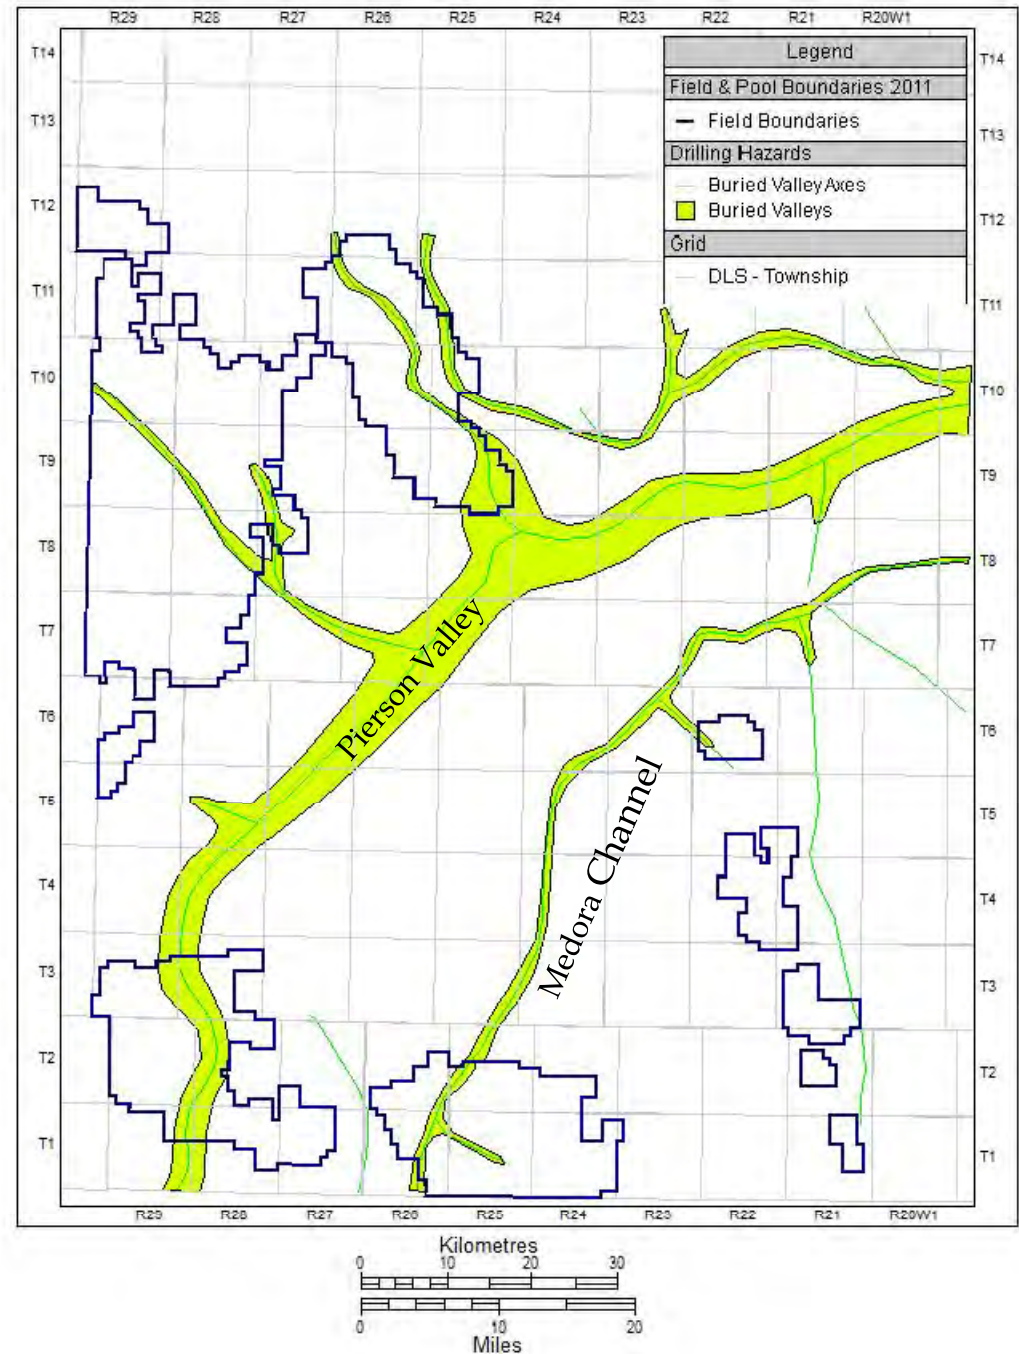 R29 R28 R27 R26 R25 R24 R23 R22 R21 R20W1
T14 T14
T13 T13
T12 T12
T11 T11
T10 T10
T9 T9
T8 T8
T7 T7
T6 T6
T5 T5
T4 T4
T3 T3
T2 T2
T1 T1
Legend
Field & Pool Boundaries 2011
Field Boundaries
Drilling Hazards
Buried Valley Axes
Buried Valleys
Grid
DLS - Township
Pierson Valley
Medora Channel
R29 R28 R27 R26 R25 R24 R23 R22 R21 R20W1
Kilometres
0 10 20 30
0 10 20
Miles